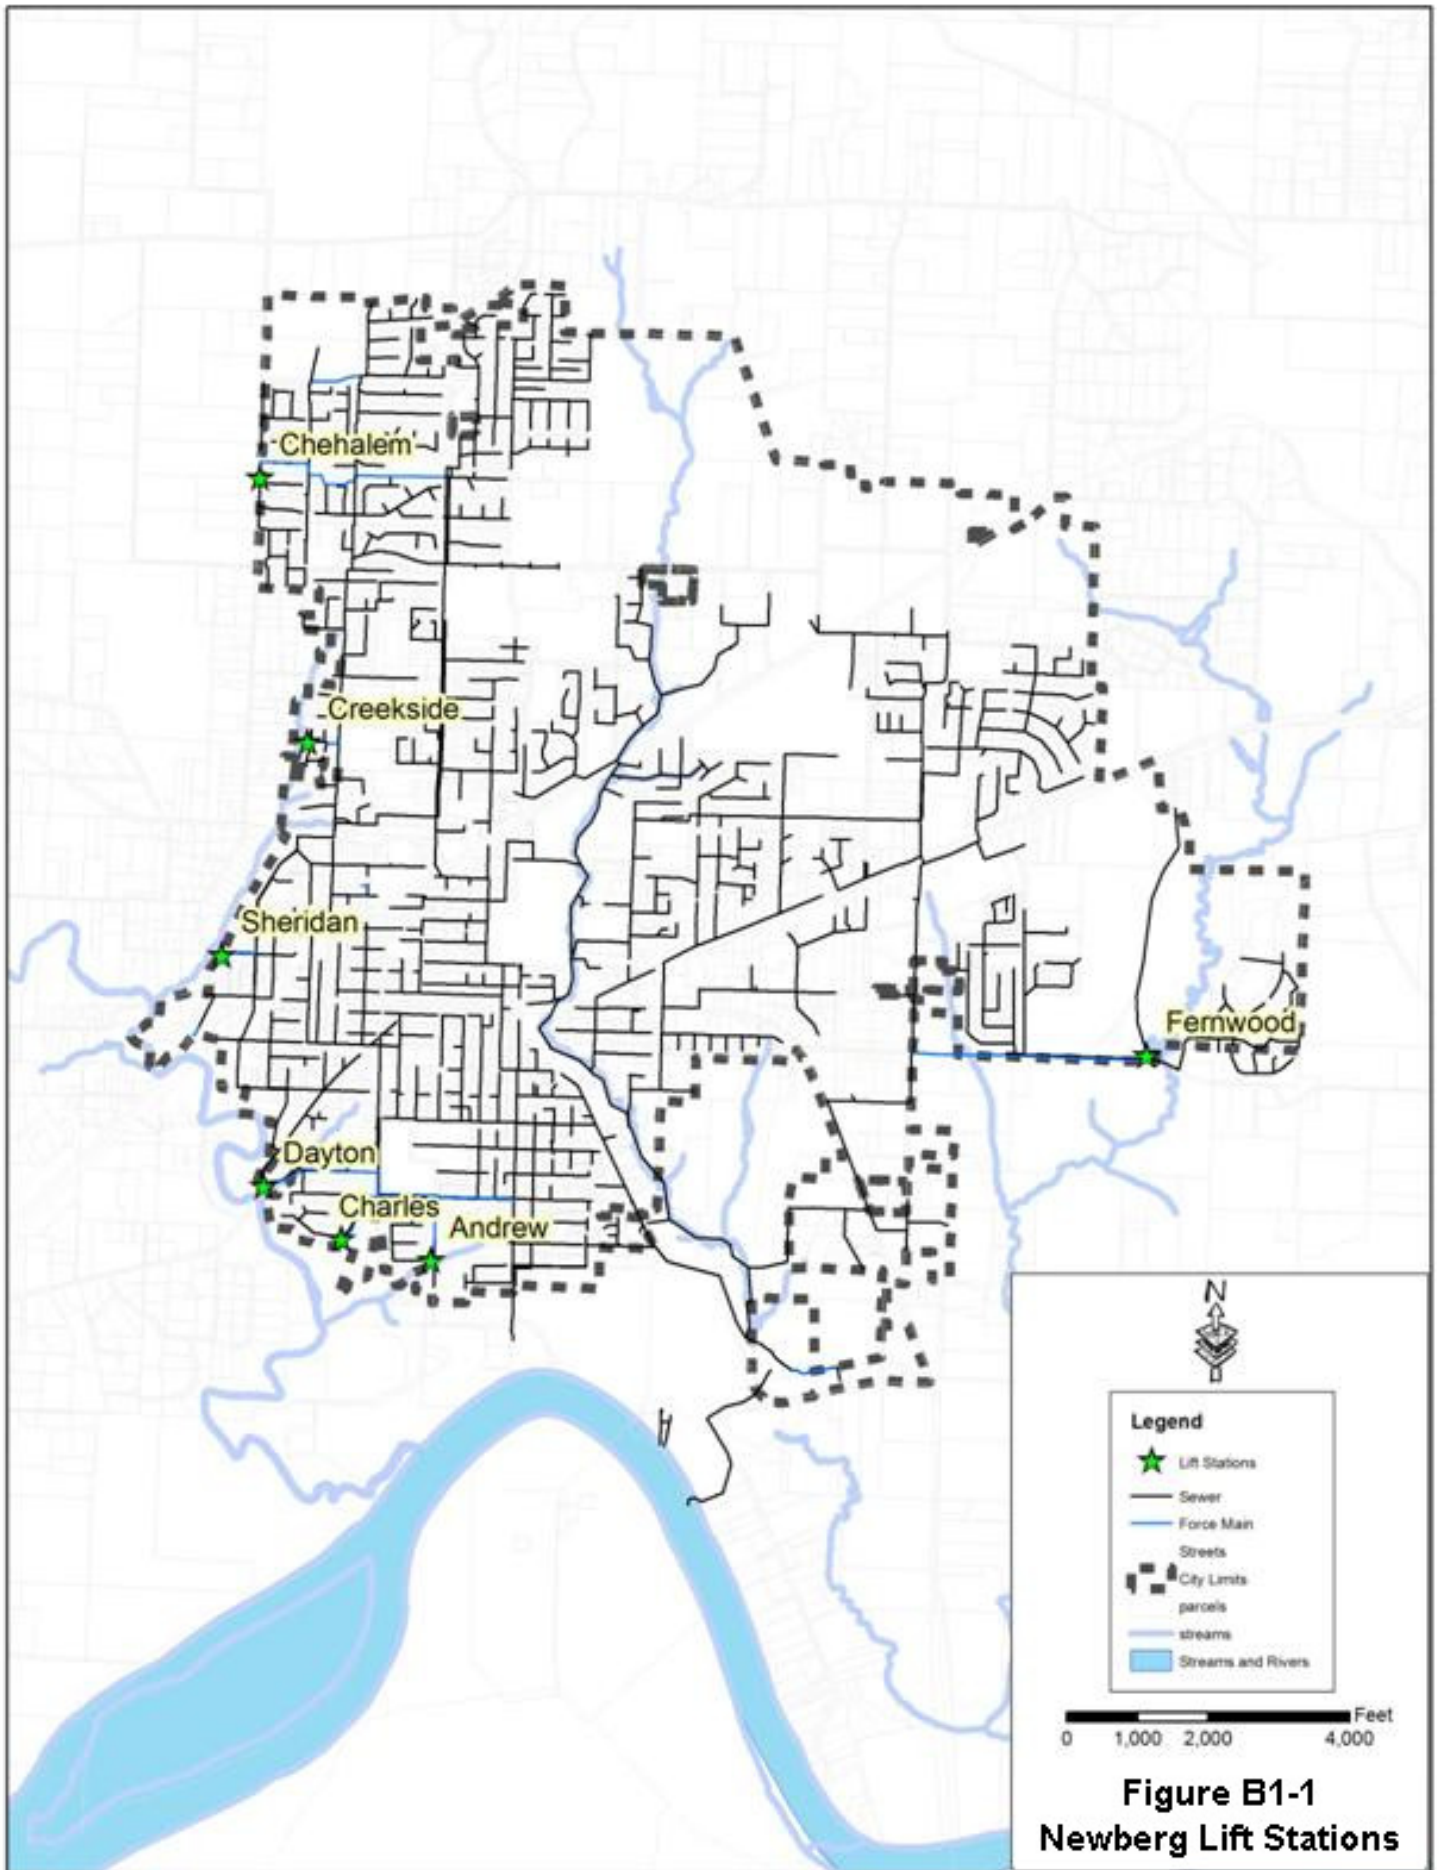 Chehalem
Creekside
Sheridan
Fernwood
Dayton
Charles
Andrew
N
Legend
Lift Stations
Sewer
Force Main
Streets
City Limits
parcels
streams
Streams and Rivers
Feet
0 1,000 2,000 4,000
Figure B1-1
Newberg Lift Stations